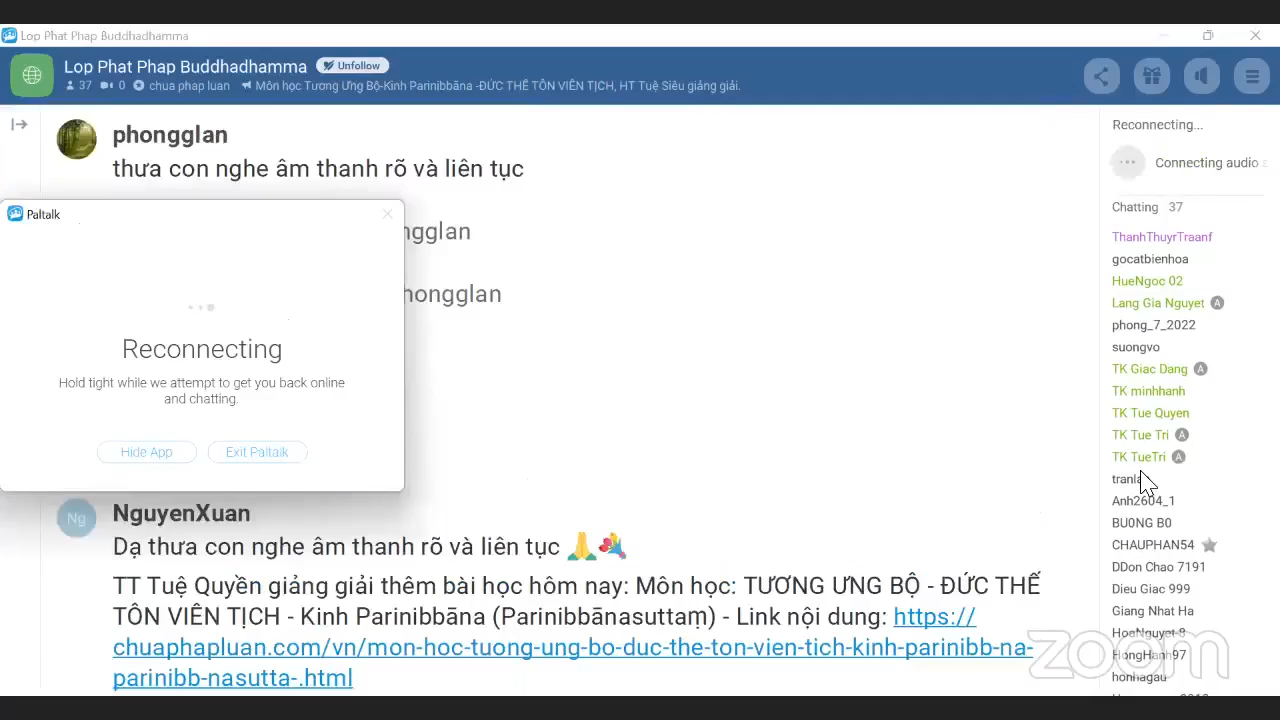 Lop Phat Phap Buddhadhamma
Lop Phat Phap Buddhadhamma Unfollow
37 0 chua phap luan Môn học Tương Ưng Bộ-Kinh Parinibbāna -ĐỨC THẾ TÔN VIÊN TỊCH, HT Tuệ Siêu giảng giải.
phongglan
thưa con nghe âm thanh rõ và liên tục
ngglan
hongglan
Paltalk
Reconnecting
Hold tight while we attempt to get you back online
and chatting.
Hide App Exit Paltalk
Ng
NguyenXuan
Dạ thưa con nghe âm thanh rõ và liên tục 🙏💐
TT Tuệ Quyền giảng giải thêm bài học hôm nay: Môn học: TƯƠNG ƯNG BỘ - ĐỨC THẾ
TÔN VIÊN TỊCH - Kinh Parinibbāna (Parinibbānasuttaṃ) - Link nội dung: https://
chuaphapluan.com/vn/mon-hoc-tuong-ung-bo-duc-the-ton-vien-tich-kinh-parinibb-na-
parinibb-nasutta-.html
Reconnecting...
Connecting audio
Chatting 37
ThanhThuyrTraanf
gocatbienhoa
HueNgoc 02
Lang Gia Nguyet A
phong_7_2022
suongvo
TK Giac Dang A
TK minhhanh
TK Tue Quyen
TK Tue Tri A
TK TueTri A
Anh2604_1
BU0NG B0
CHAUPHAN54
DDon Chao 7191
Dieu Giac 999
Giang Nhat Ha
HoaNguyet-8
HongHanh97
honhagau
zoom